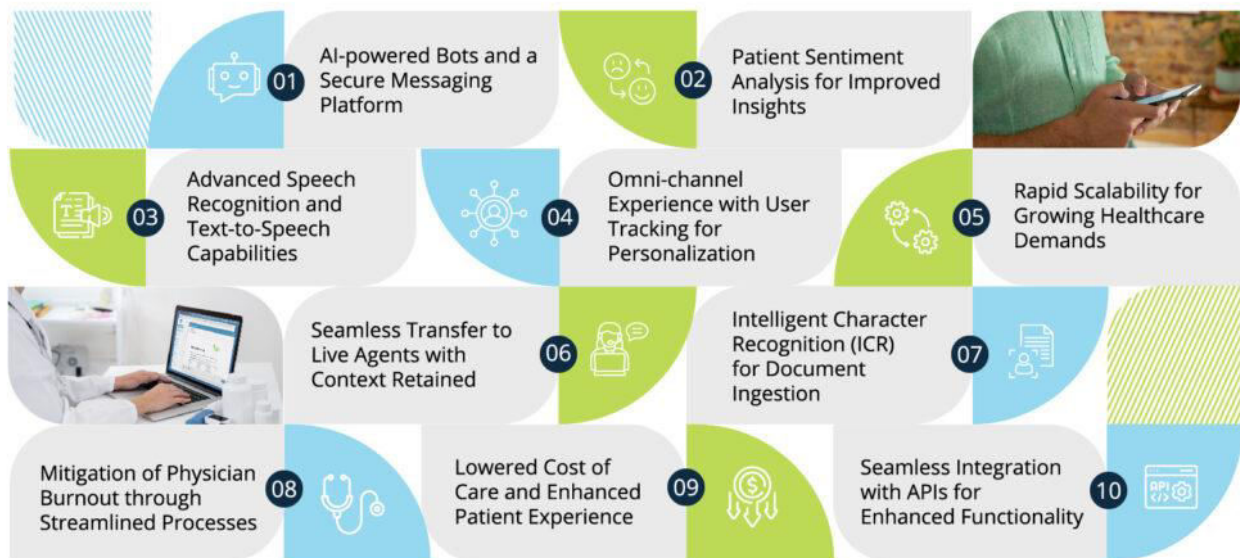 01
AI-powered Bots and a
Secure Messaging
Platform
02
Patient Sentiment
Analysis for Improved
Insights
03
Advanced Speech
Recognition and
Text-to-Speech
Capabilities
04
Omni-channel
Experience with User
Tracking for
Personalization
05
Rapid Scalability for
Growing Healthcare
Demands
Seamless Transfer to
Live Agents with
Context Retained
06
Intelligent Character
Recognition (ICR)
for Document
Ingestion
07
Mitigation of Physician
Burnout through
Streamlined Processes
08
Lowered Cost of
Care and Enhanced
Patient Experience
09
Seamless Integration
with APIs for
Enhanced Functionality
10
API